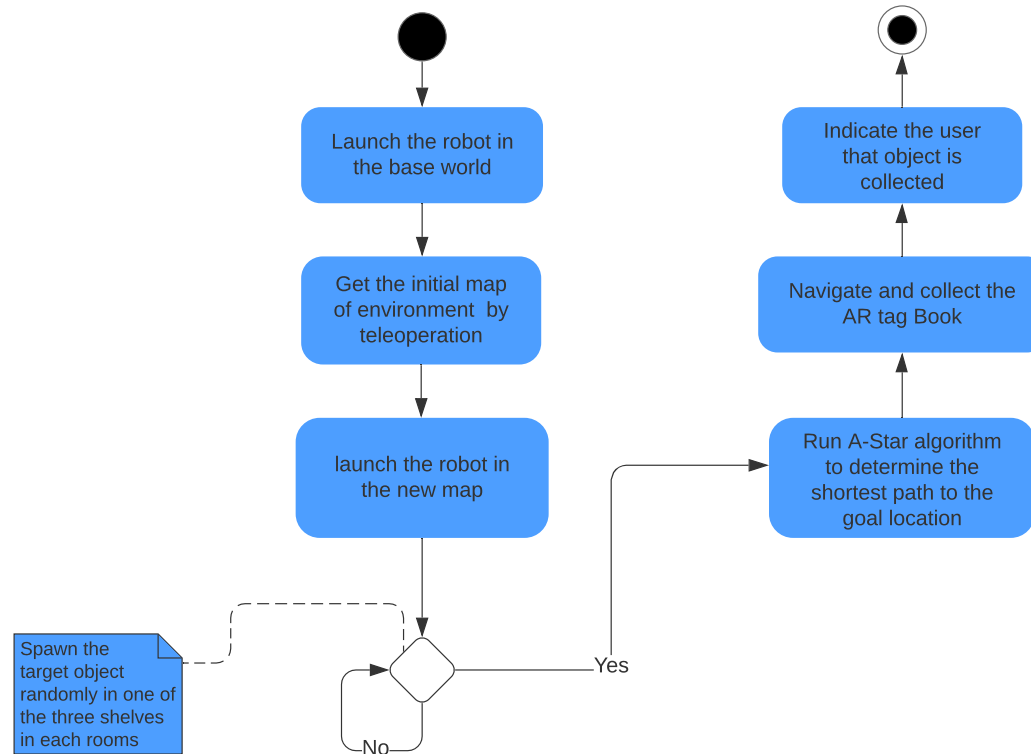 Launch the robot in
the base world
Get the initial map
of environment  by
teleoperation
launch the robot in
the new map
Spawn the
target object
randomly in one of
the three shelves
in each rooms
No
Yes
Run A-Star algorithm
to determine the
shortest path to the
goal location
Navigate and collect the
AR tag Book
Indicate the user
that object is
collected